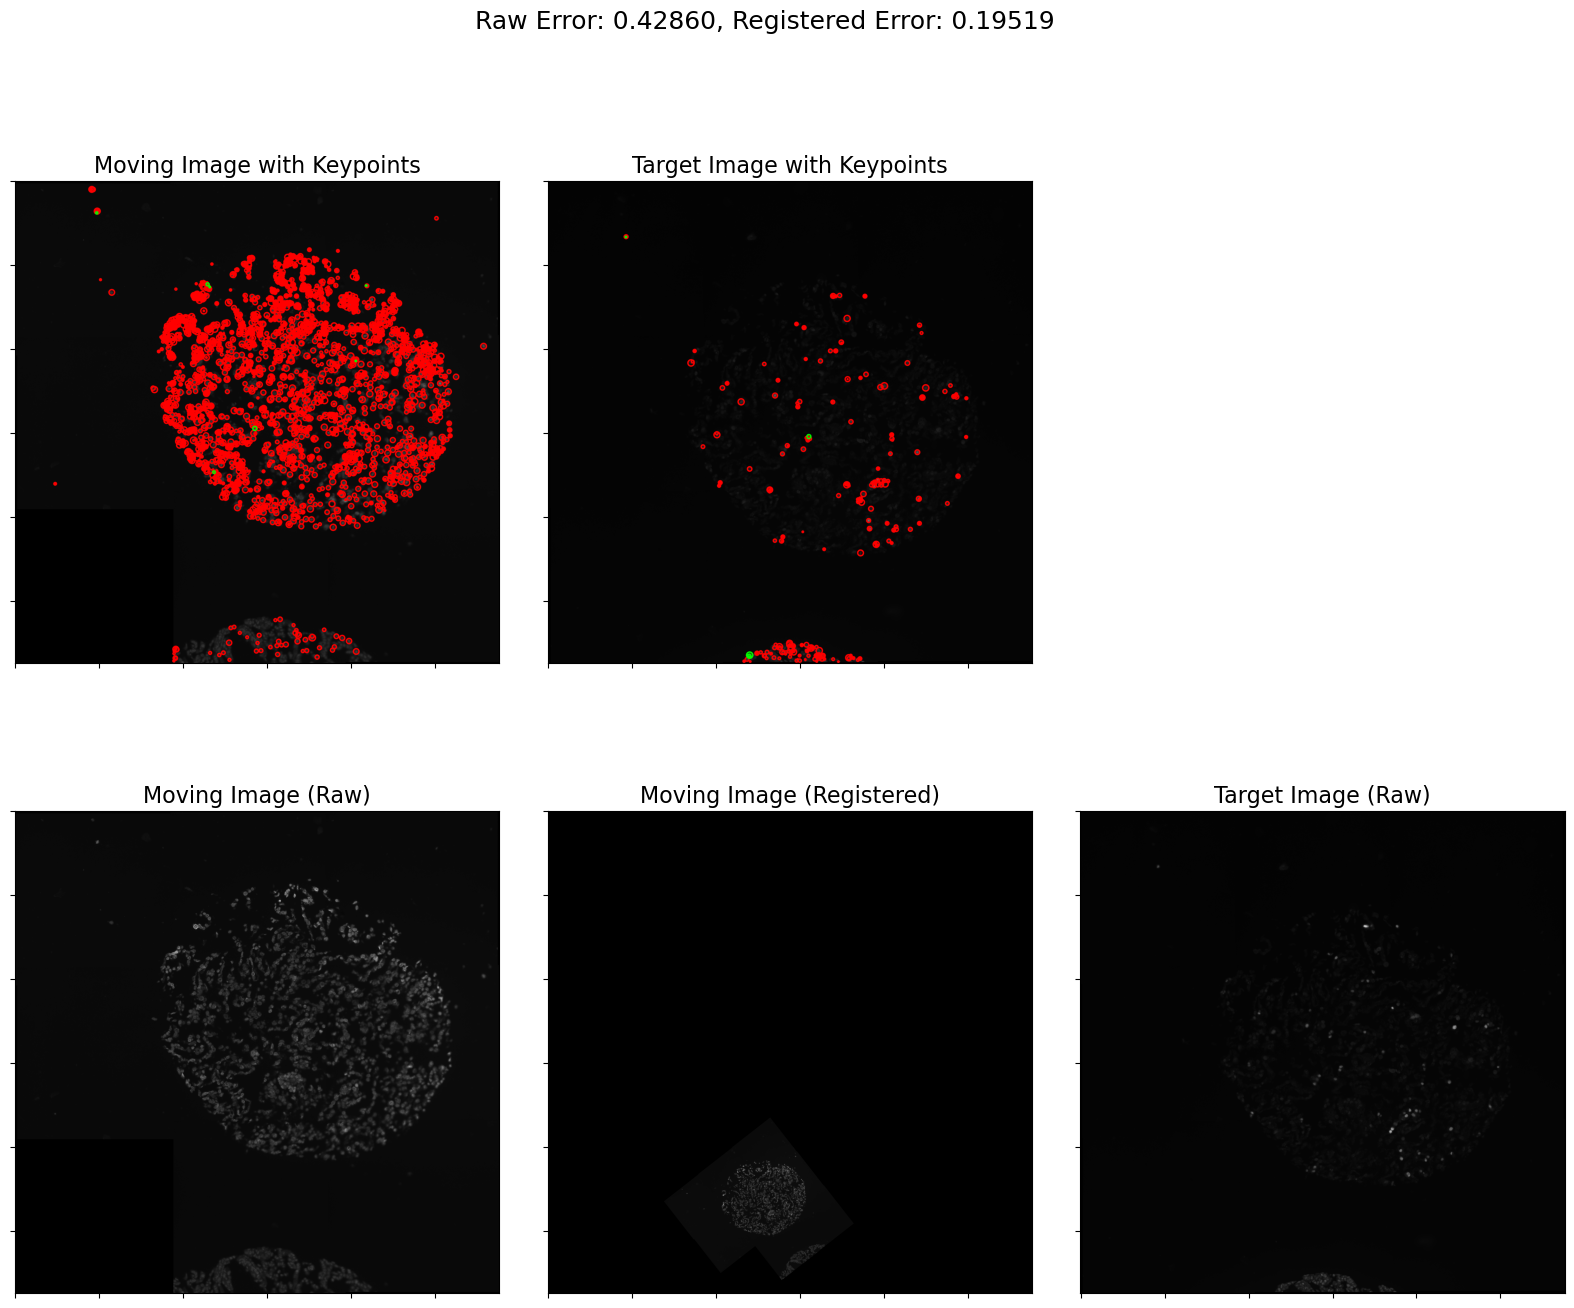 Raw Error: 0.42860, Registered Error: 0.19519
Moving Image with Keypoints
Target Image with Keypoints
Moving Image (Raw)
Moving Image (Registered)
Target Image (Raw)